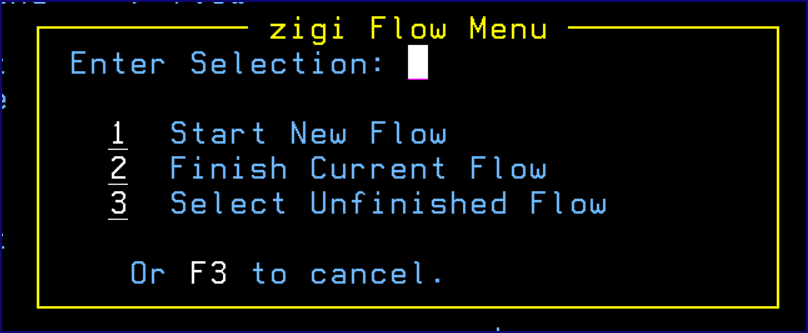 zigi Flow Menu
Enter Selection:
1 Start New Flow
2 Finish Current Flow
3 Select Unfinished Flow
Or F3 to cancel.